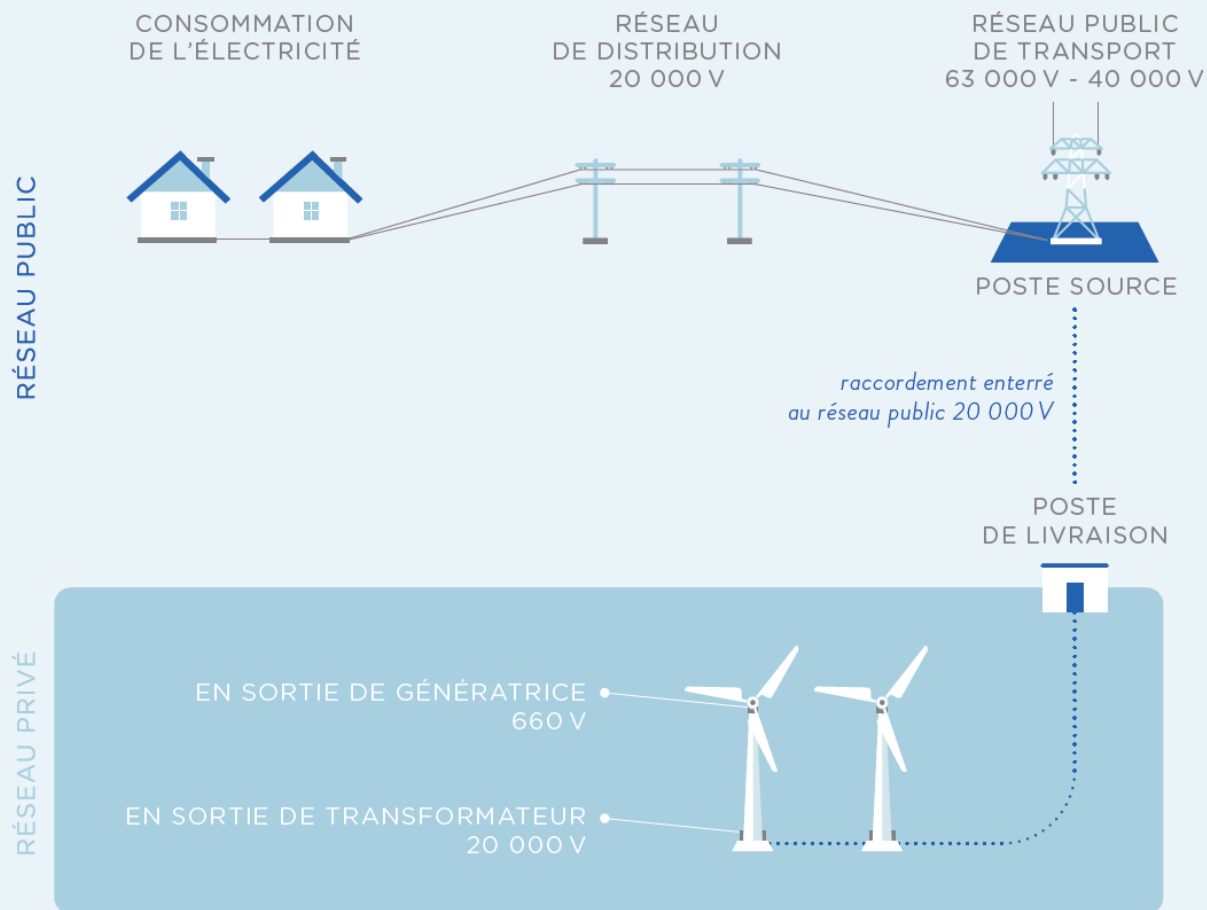 CONSOMMATION
DE L'ÉLECTRICITÉ
RÉSEAU
DE DISTRIBUTION
20 000 V
RÉSEAU PUBLIC
DE TRANSPORT
63 000 V - 40 000 V
RÉSEAU PUBLIC
POSTE SOURCE
raccordement enterré
au réseau public 20 000 V
POSTE
DE LIVRAISON
RÉSEAU PRIVÉ
EN SORTIE DE GÉNÉRATRICE
660 V
EN SORTIE DE TRANSFORMATEUR
20 000 V